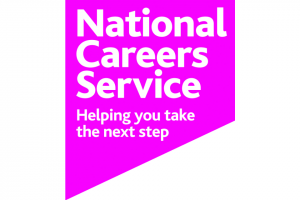 National
Careers
Service
Helping you take
the next step